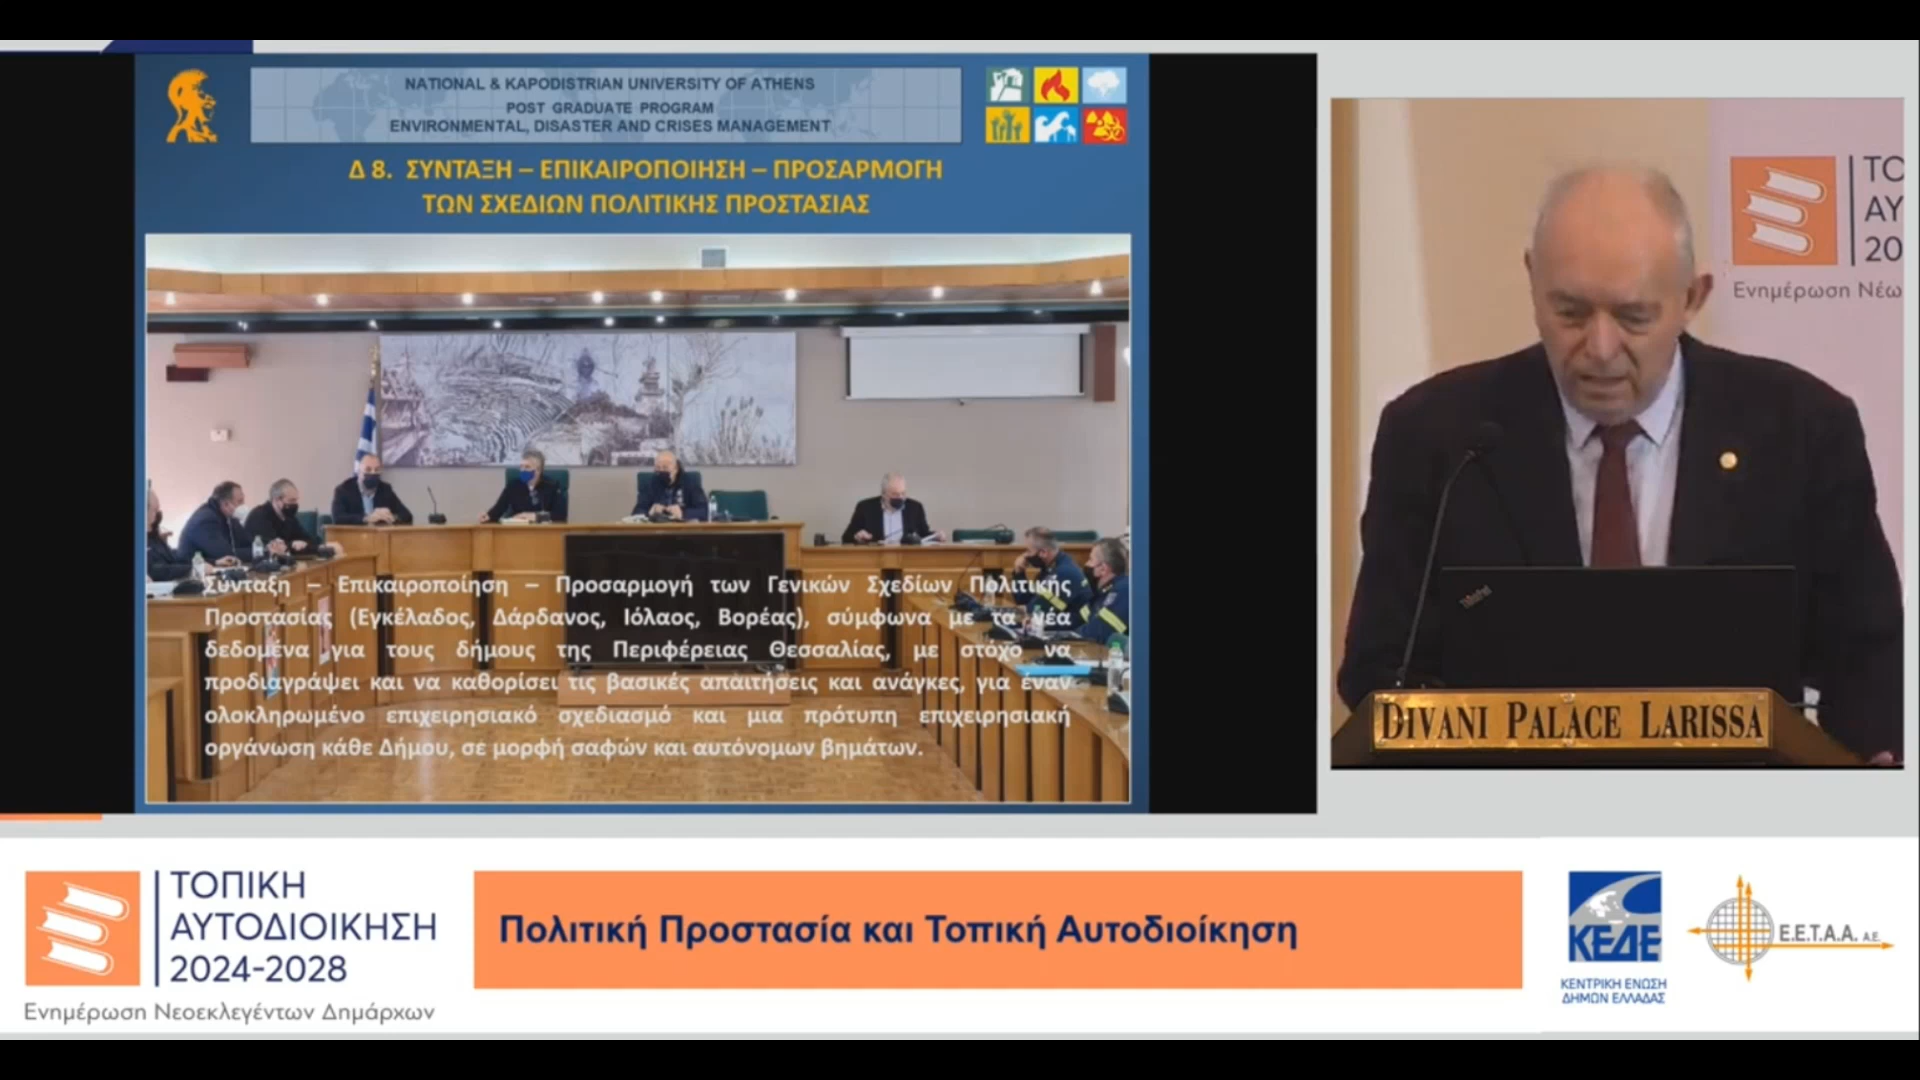 NATIONAL & KAPODISTRIAN UNIVERSITY OF ATHENS
POST GRADUATE PROGRAM
ENVIRONMENTAL, DISASTER AND CRISES MANAGEMENT
Δ 8. ΣΥΝΤΑΞΗ – ΕΠΙΚΑΙΡΟΠΟΙΗΣΗ – ΠΡΟΣΑΡΜΟΓΗ
ΤΩΝ ΣΧΕΔΙΩΝ ΠΟΛΙΤΙΚΗΣ ΠΡΟΣΤΑΣΙΑΣ
Σύνταξη – Επικαιροποίηση – Προσαρμογή των Γενικών Σχεδίων Πολιτικής
Προστασίας (Εγκέλαδος, Δάρδανος, Ιόλαος, Βορέας), σύμφωνα με τα νέα
δεδομένα για τους δήμους της Περιφέρειας Θεσσαλίας, με στόχο να
προδιαγράψει και να καθορίσει τις βασικές απαιτήσεις και ανάγκες, για έναν
ολοκληρωμένο επιχειρησιακό σχεδιασμό και μια πρότυπη επιχειρησιακή
οργάνωση κάθε Δήμου, σε μορφή σαφών και αυτόνομων βημάτων.
ΤΟ
ΑΥ
20
Ενημέρωση Νέω
ThinkPad
DIVANI PALACE LARISSA
ΤΟΠΙΚΗ
ΑΥΤΟΔΙΟΙΚΗΣΗ
2024-2028
Ενημέρωση Νεοεκλεγέντων Δημάρχων
Πολιτική Προστασία και Τοπική Αυτοδιοίκηση
ΚΕΔΕ
ΚΕΝΤΡΙΚΗ ΕΝΩΣΗ
ΔΗΜΩΝ ΕΛΛΑΔΑΣ
Ε.Ε.Τ.Α.Α. Α.Ε.